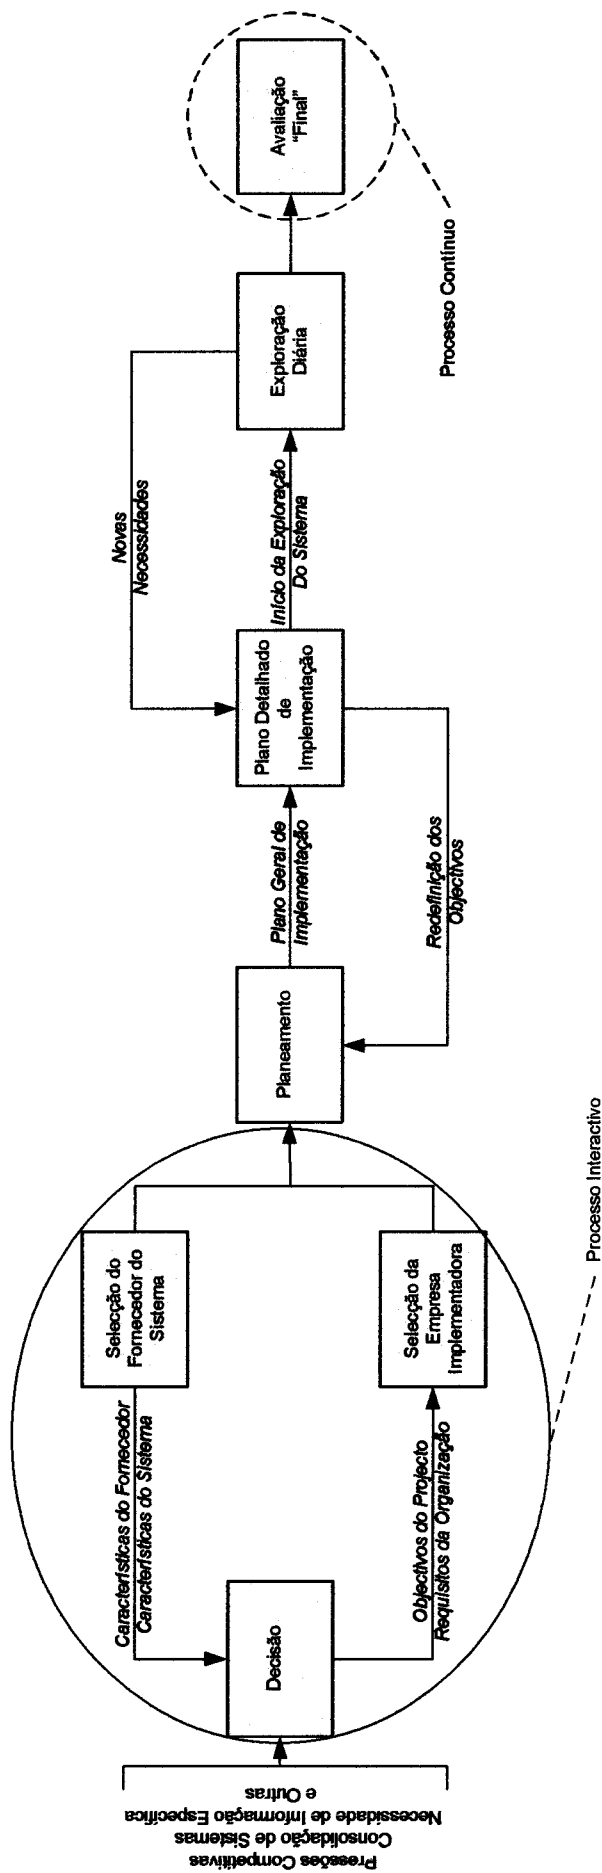 Pressões Competitivas
Consolidação de Sistemas
Necessidade de Informação Específica
e Outras
Decisão
Características do Fornecedor
Características do Sistema
Objectivos do Projecto
Requisitos da Organização
Selecção do
Fornecedor do
Sistema
Selecção da
Empresa
Implementadora
Processo Interactivo
Planeamento
Plano Geral de
Implementação
Redefinição dos
Objectivos
Plano Detalhado
de
Implementação
Novas
Necessidades
Início da Exploração
Do Sistema
Exploração
Diária
Avaliação
"Final"
Processo Contínuo